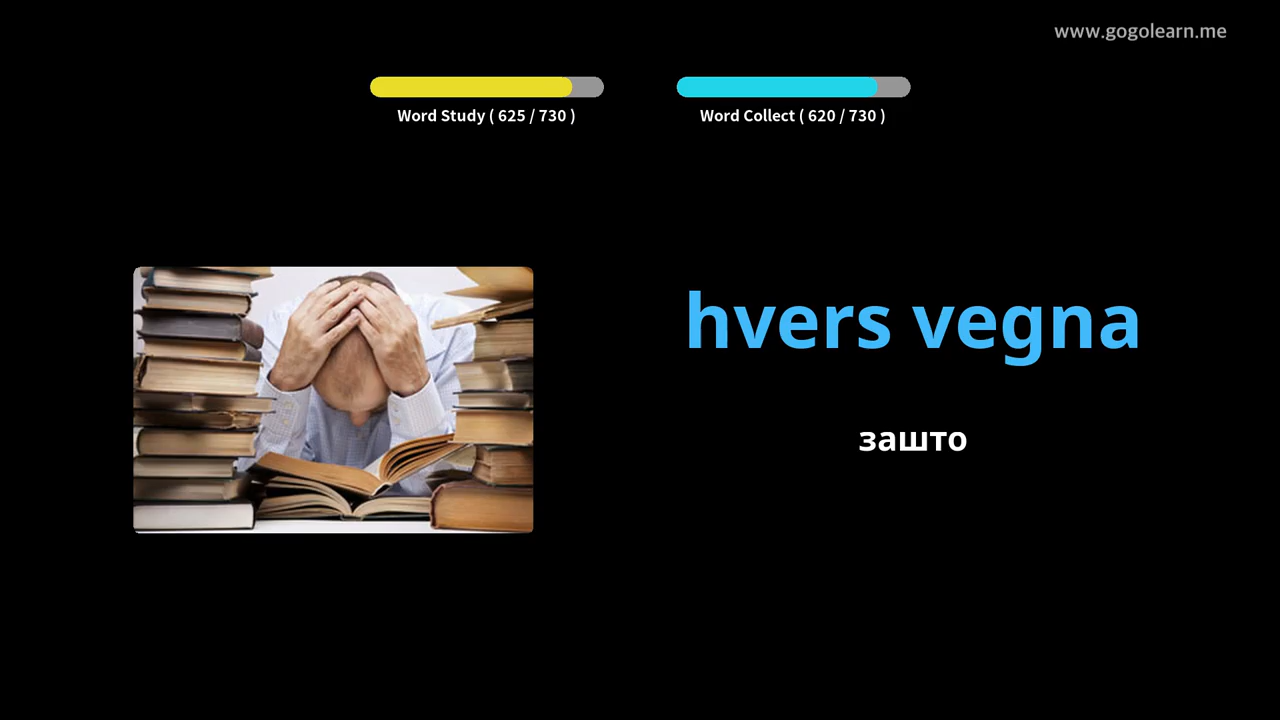 www.gogolearn.me
Word Study ( 625 / 730 )
Word Collect ( 620 / 730 )
hvers vegna
зашто